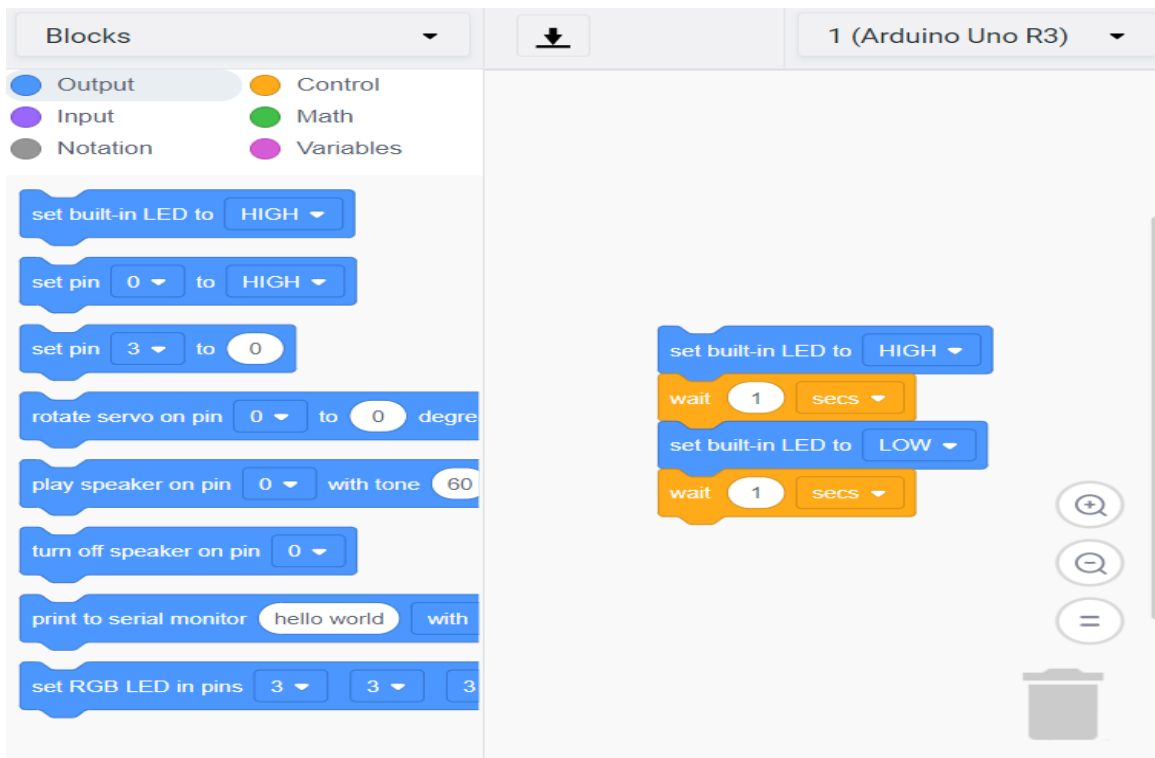 Blocks
1 (Arduino Uno R3)
Output
Control
Input
Math
Notation
Variables
set built-in LED to HIGH
set pin 0 to HIGH
set pin 3 to 0
rotate servo on pin 0 to 0 degre
play speaker on pin 0 with tone 60
turn off speaker on pin 0
print to serial monitor hello world with
set RGB LED in pins 3 3 3
set built-in LED to HIGH
wait 1 secs
set built-in LED to LOW
wait 1 secs